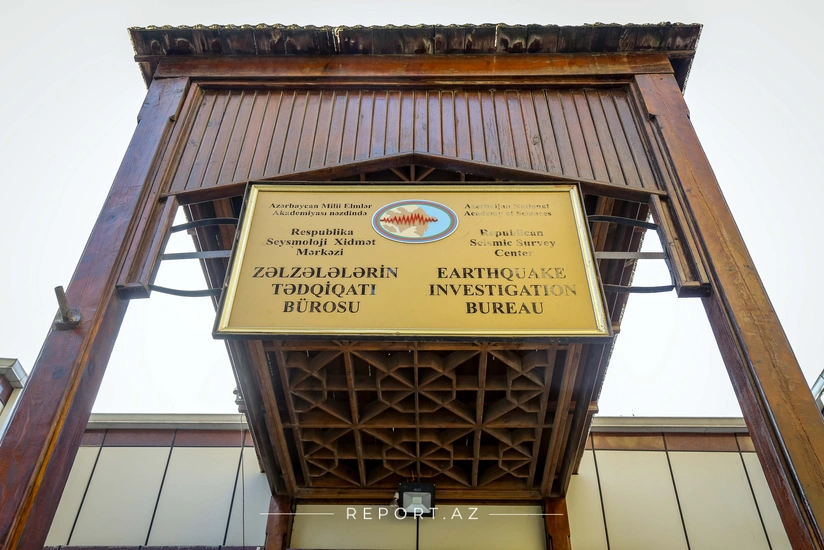 Azərbaycan Milli Elmlər
Akademiyası nəzdində
Respublika
Seysmoloji Xidmət
Mərkəzi
ZƏLZƏLƏLƏRİN
TƏDQİQATI
BÜROSU
Azerbaijan National
Academy of Sciences
Republican
Seismic Survey
Center
EARTHQUAKE
INVESTIGATION
BUREAU
REPORT.AZ